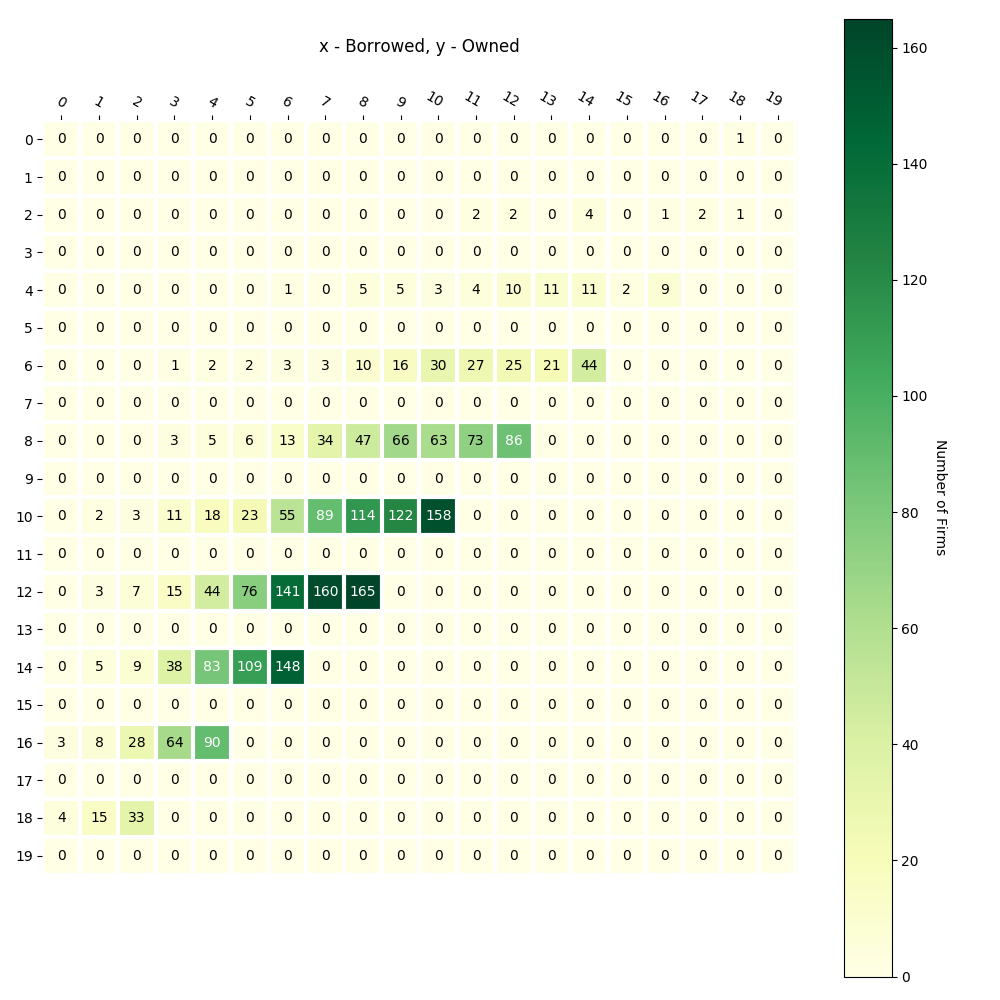 x - Borrowed, y - Owned
0 1 2 3 4 5 6 7 8 9 10 11 12 13 14 15 16 17 18 19
0 0 0 0 0 0 0 0 0 0 0 0 0 0 0 0 0 0 0 1 0
1 0 0 0 0 0 0 0 0 0 0 0 0 0 0 0 0 0 0 0 0
2 0 0 0 0 0 0 0 0 0 0 0 2 2 0 4 0 1 2 1 0
3 0 0 0 0 0 0 0 0 0 0 0 0 0 0 0 0 0 0 0 0
4 0 0 0 0 0 0 1 0 5 5 3 4 10 11 11 2 9 0 0 0
5 0 0 0 0 0 0 0 0 0 0 0 0 0 0 0 0 0 0 0 0
6 0 0 0 1 2 2 3 3 10 16 30 27 25 21 44 0 0 0 0 0
7 0 0 0 0 0 0 0 0 0 0 0 0 0 0 0 0 0 0 0 0
8 0 0 0 3 5 6 13 34 47 66 63 73 86 0 0 0 0 0 0 0
9 0 0 0 0 0 0 0 0 0 0 0 0 0 0 0 0 0 0 0 0
10 0 2 3 11 18 23 55 89 114 122 158 0 0 0 0 0 0 0 0 0
11 0 0 0 0 0 0 0 0 0 0 0 0 0 0 0 0 0 0 0 0
12 0 3 7 15 44 76 141 160 165 0 0 0 0 0 0 0 0 0 0 0
13 0 0 0 0 0 0 0 0 0 0 0 0 0 0 0 0 0 0 0 0
14 0 5 9 38 83 109 148 0 0 0 0 0 0 0 0 0 0 0 0 0
15 0 0 0 0 0 0 0 0 0 0 0 0 0 0 0 0 0 0 0 0
16 3 8 28 64 90 0 0 0 0 0 0 0 0 0 0 0 0 0 0 0
17 0 0 0 0 0 0 0 0 0 0 0 0 0 0 0 0 0 0 0 0
18 4 15 33 0 0 0 0 0 0 0 0 0 0 0 0 0 0 0 0 0
19 0 0 0 0 0 0 0 0 0 0 0 0 0 0 0 0 0 0 0 0
160
140
120
100
80
60
40
20
0
Number of Firms